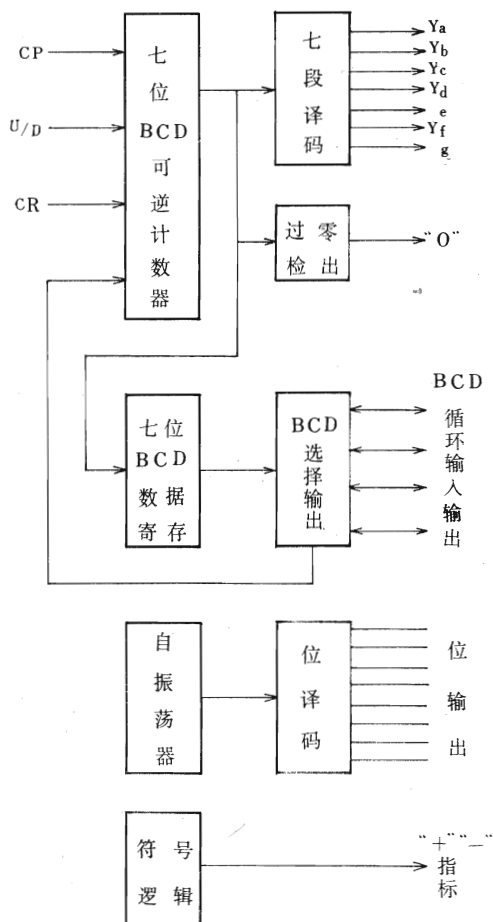 CP
U/D
CR
七位BCD可逆计数器
七段译码
Ya
Yb
Yc
Yd
e
Yf
g
过零
检出
"O"
七位
BCD
数据
寄存
BCD
选择输出
BCD
循环输入输出
自振荡器
位译码
位输出
符号
逻辑
"+""—"
指标